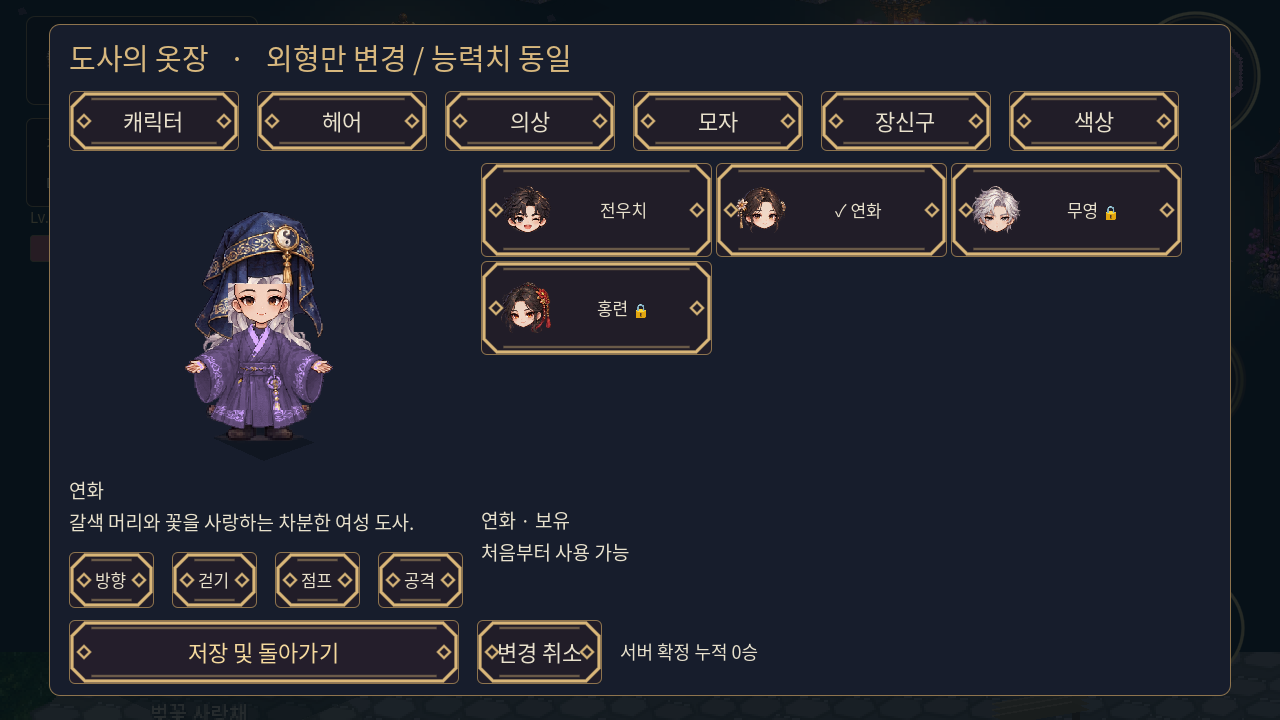 도사의 옷장 · 외형만 변경 / 능력치 동일
캐릭터 헤어 의상 모자 장신구 색상
전우치 ✓ 연화 무영 🔒
홍련 🔒
연화
갈색 머리와 꽃을 사랑하는 차분한 여성 도사.
연화 · 보유
처음부터 사용 가능
방향 걷기 점프 공격
저장 및 돌아가기 변경 취소 서버 확정 누적 0승
Lv.